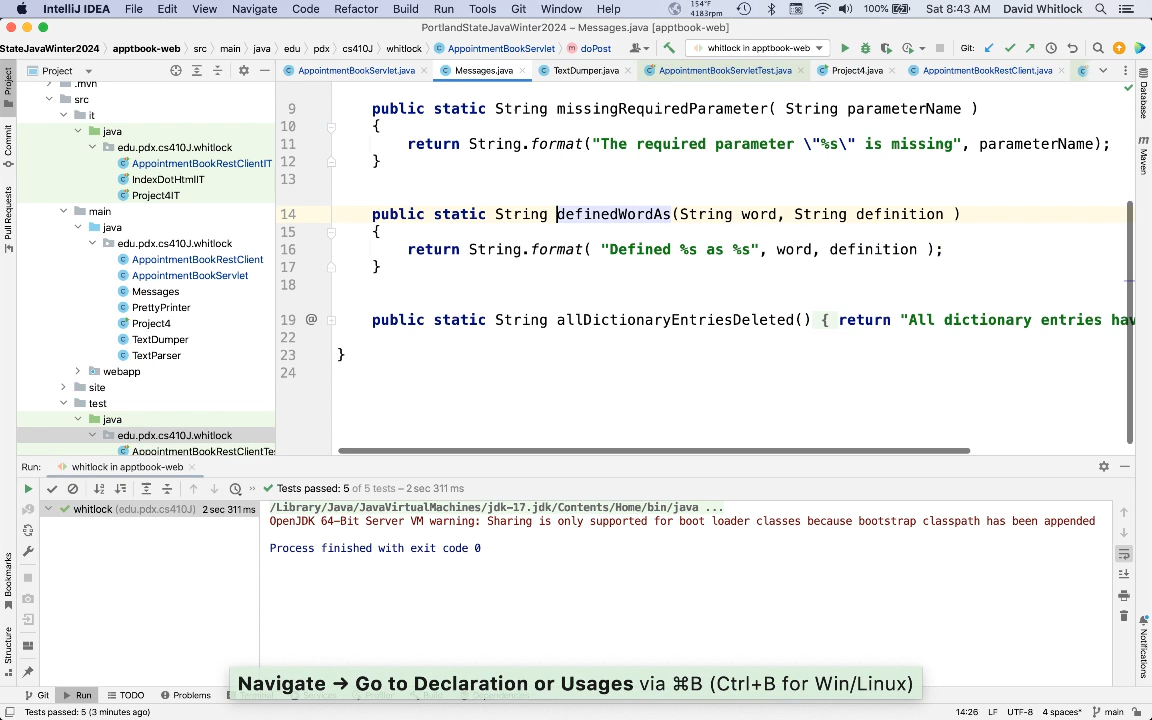 IntelliJ IDEA File Edit View Navigate Code Refactor Build Run Tools Git Window Help 154°F 4183rpm 100% Sat 8:43 AM David Whitlock
PortlandStateJavaWinter2024 – Messages.java [apptbook-web]
StateJavaWinter2024 apptbook-web src main java edu pdx cs410J whitlock AppointmentBookServlet doPost whitlock in apptbook-web Git:
Project AppointmentBookServlet.java Messages.java TextDumper.java AppointmentBookServletTest.java Project4.java AppointmentBookRestClient.java
Project
Commit
Pull Requests
Bookmarks
Structure
.mvn
src
it
java
edu.pdx.cs410J.whitlock
AppointmentBookRestClientIT
IndexDotHtmlIT
Project4IT
main
java
edu.pdx.cs410J.whitlock
AppointmentBookRestClient
AppointmentBookServlet
Messages
PrettyPrinter
Project4
TextDumper
TextParser
webapp
site
test
java
edu.pdx.cs410J.whitlock
AppointmentBookRestClientTes
9 public static String missingRequiredParameter( String parameterName )
10 {
11 return String.format("The required parameter \"%s\" is missing", parameterName);
12 }
13
14 public static String definedWordAs(String word, String definition )
15 {
16 return String.format( "Defined %s as %s", word, definition );
17 }
18
19 @ public static String allDictionaryEntriesDeleted() { return "All dictionary entries hav
22
23 }
24
Database
Maven
Notifications
Run: whitlock in apptbook-web
Tests passed: 5 of 5 tests – 2 sec 311 ms
whitlock (edu.pdx.cs410J) 2 sec 311 ms
/Library/Java/JavaVirtualMachines/jdk-17.jdk/Contents/Home/bin/java ...
OpenJDK 64-Bit Server VM warning: Sharing is only supported for boot loader classes because bootstrap classpath has been appended
Process finished with exit code 0
Navigate → Go to Declaration or Usages via ⌘B (Ctrl+B for Win/Linux)
Git Run TODO Problems
Tests passed: 5 (3 minutes ago) 14:26 LF UTF-8 4 spaces* main